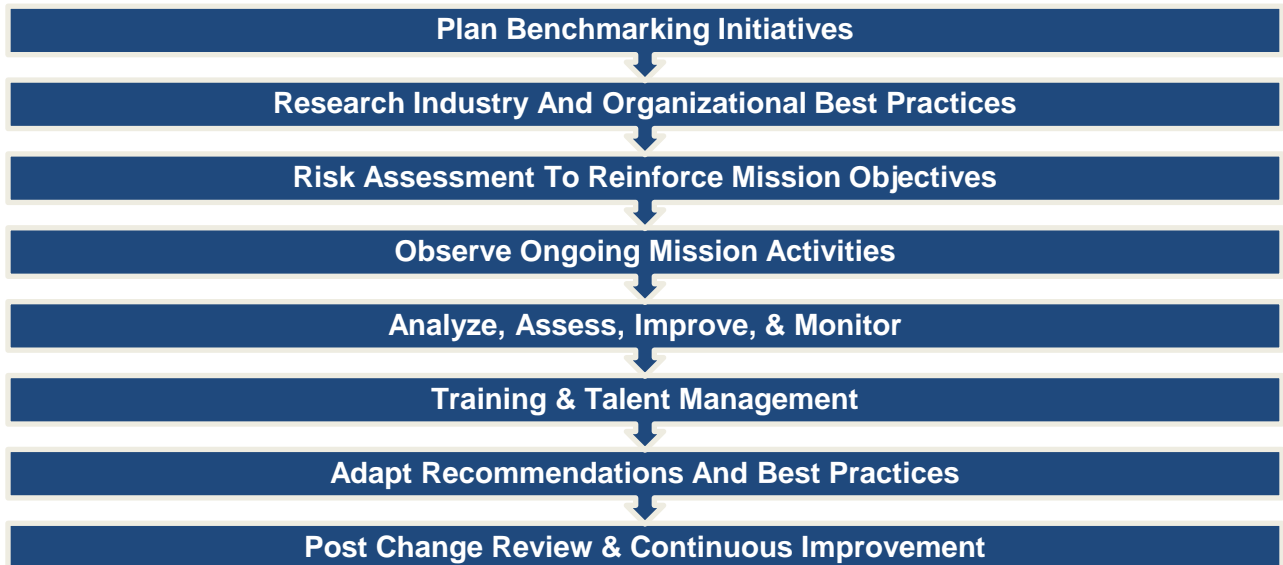 Plan Benchmarking Initiatives
Research Industry And Organizational Best Practices
Risk Assessment To Reinforce Mission Objectives
Observe Ongoing Mission Activities
Analyze, Assess, Improve, & Monitor
Training & Talent Management
Adapt Recommendations And Best Practices
Post Change Review & Continuous Improvement